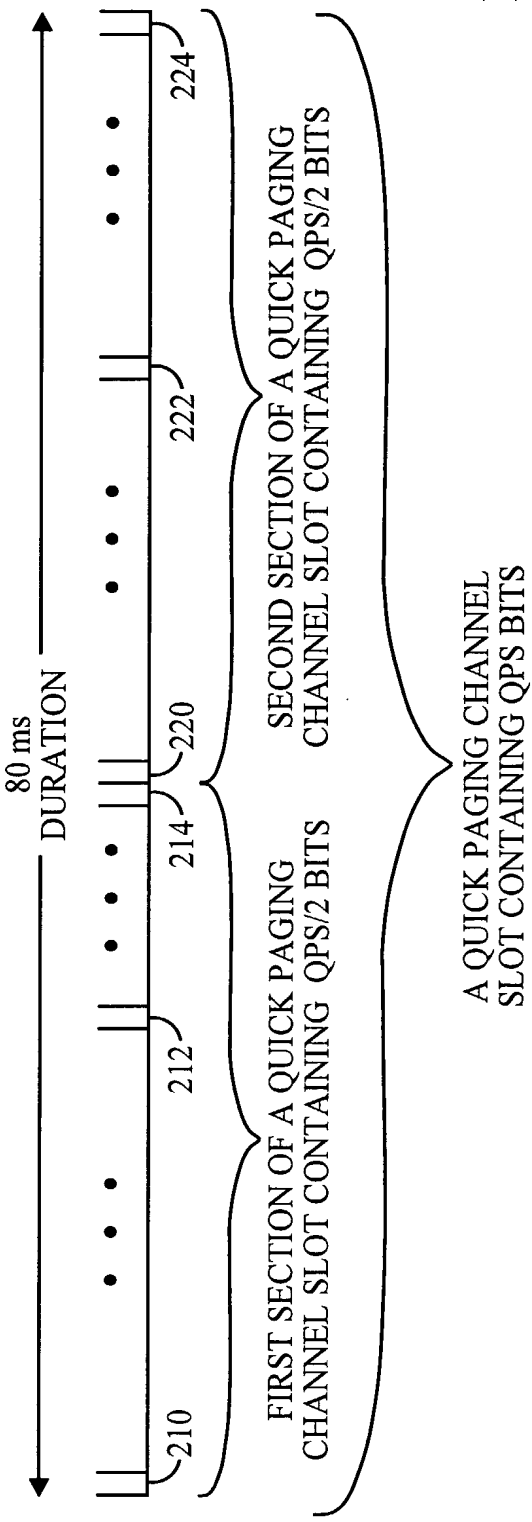 80 ms
DURATION
210
212
214
220
222
224
FIRST SECTION OF A QUICK PAGING
CHANNEL SLOT CONTAINING QPS/2 BITS
SECOND SECTION OF A QUICK PAGING
CHANNEL SLOT CONTAINING QPS/2 BITS
A QUICK PAGING CHANNEL
SLOT CONTAINING QPS BITS